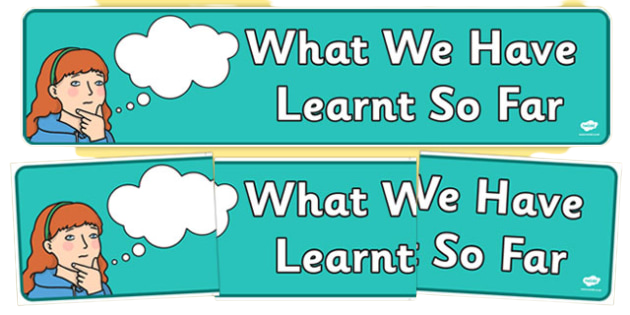 What We Have
Learnt So Far
What W
Learnt
We Have
So Far